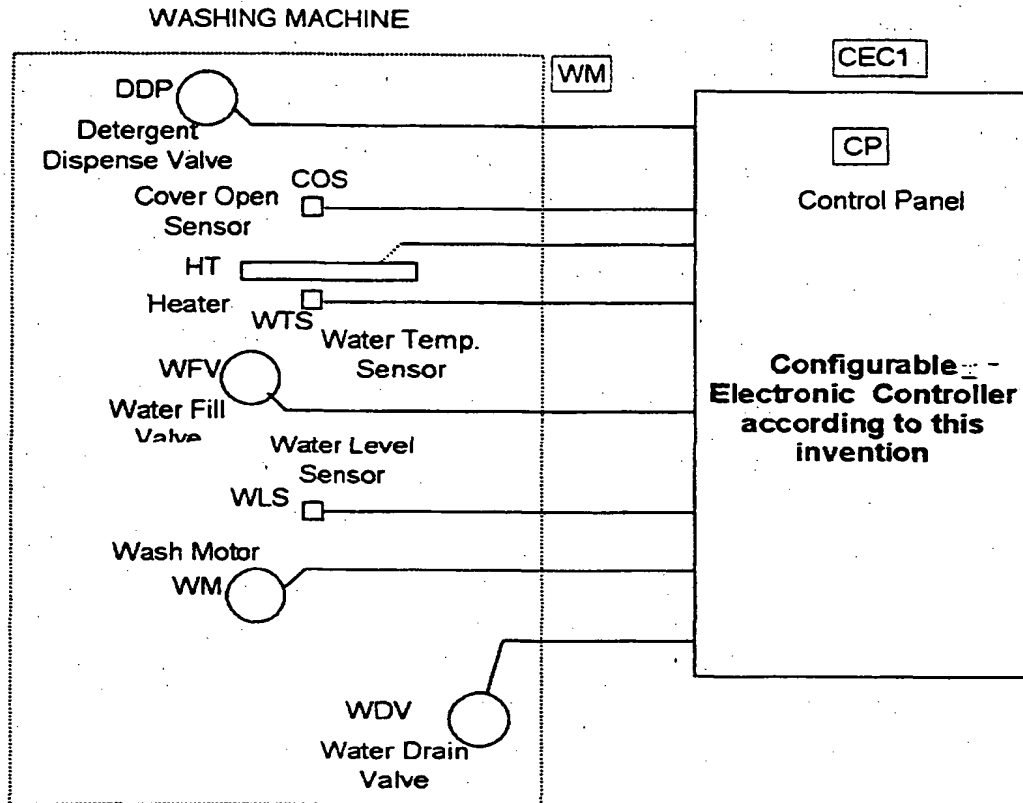 WASHING MACHINE
WM
CEC1
DDP
Detergent
Dispense Valve
CP
COS
Cover Open
Sensor
Control Panel
HT
Heater
WTS
Water Temp.
Sensor
WFV
Water Fill
Valve
Configurable
Electronic Controller
according to this
invention
Water Level
Sensor
WLS
Wash Motor
WM
WDV
Water Drain
Valve